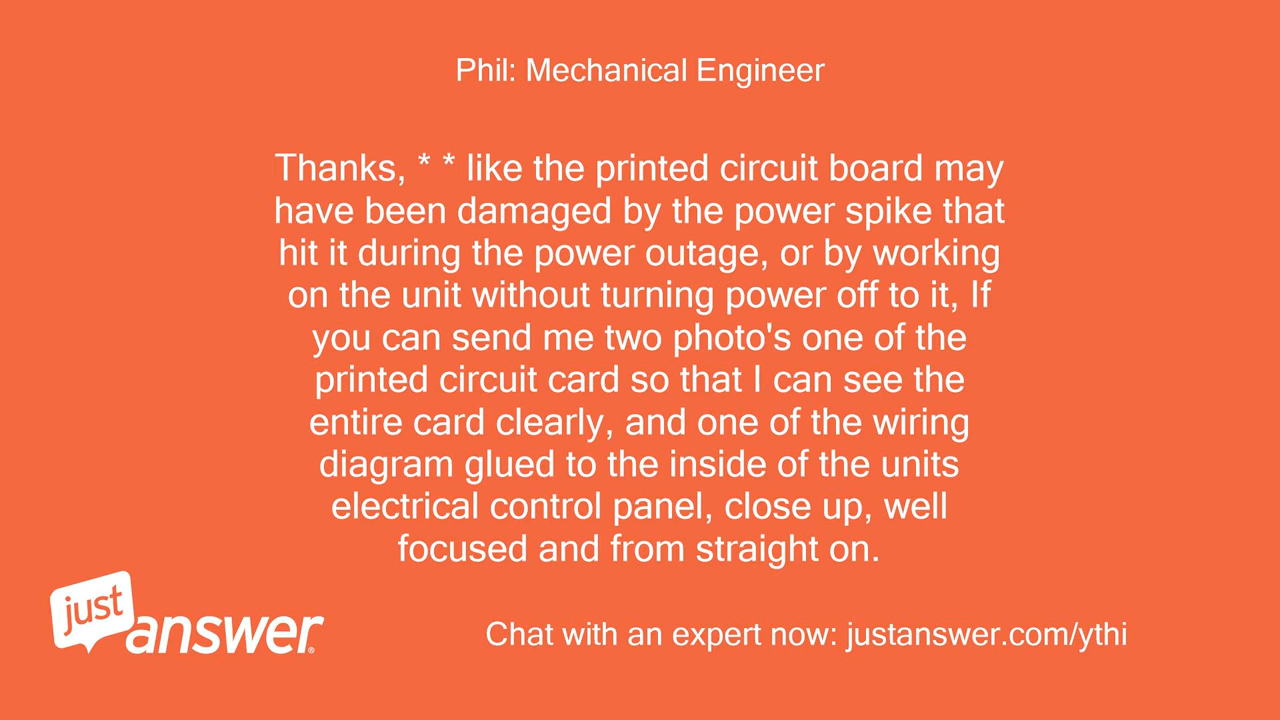 Phil: Mechanical Engineer
Thanks, * * like the printed circuit board may
have been damaged by the power spike that
hit it during the power outage, or by working
on the unit without turning power off to it, If
you can send me two photo's one of the
printed circuit card so that I can see the
entire card clearly, and one of the wiring
diagram glued to the inside of the units
electrical control panel, close up, well
focused and from straight on.
just
answer®
Chat with an expert now: justanswer.com/ythi